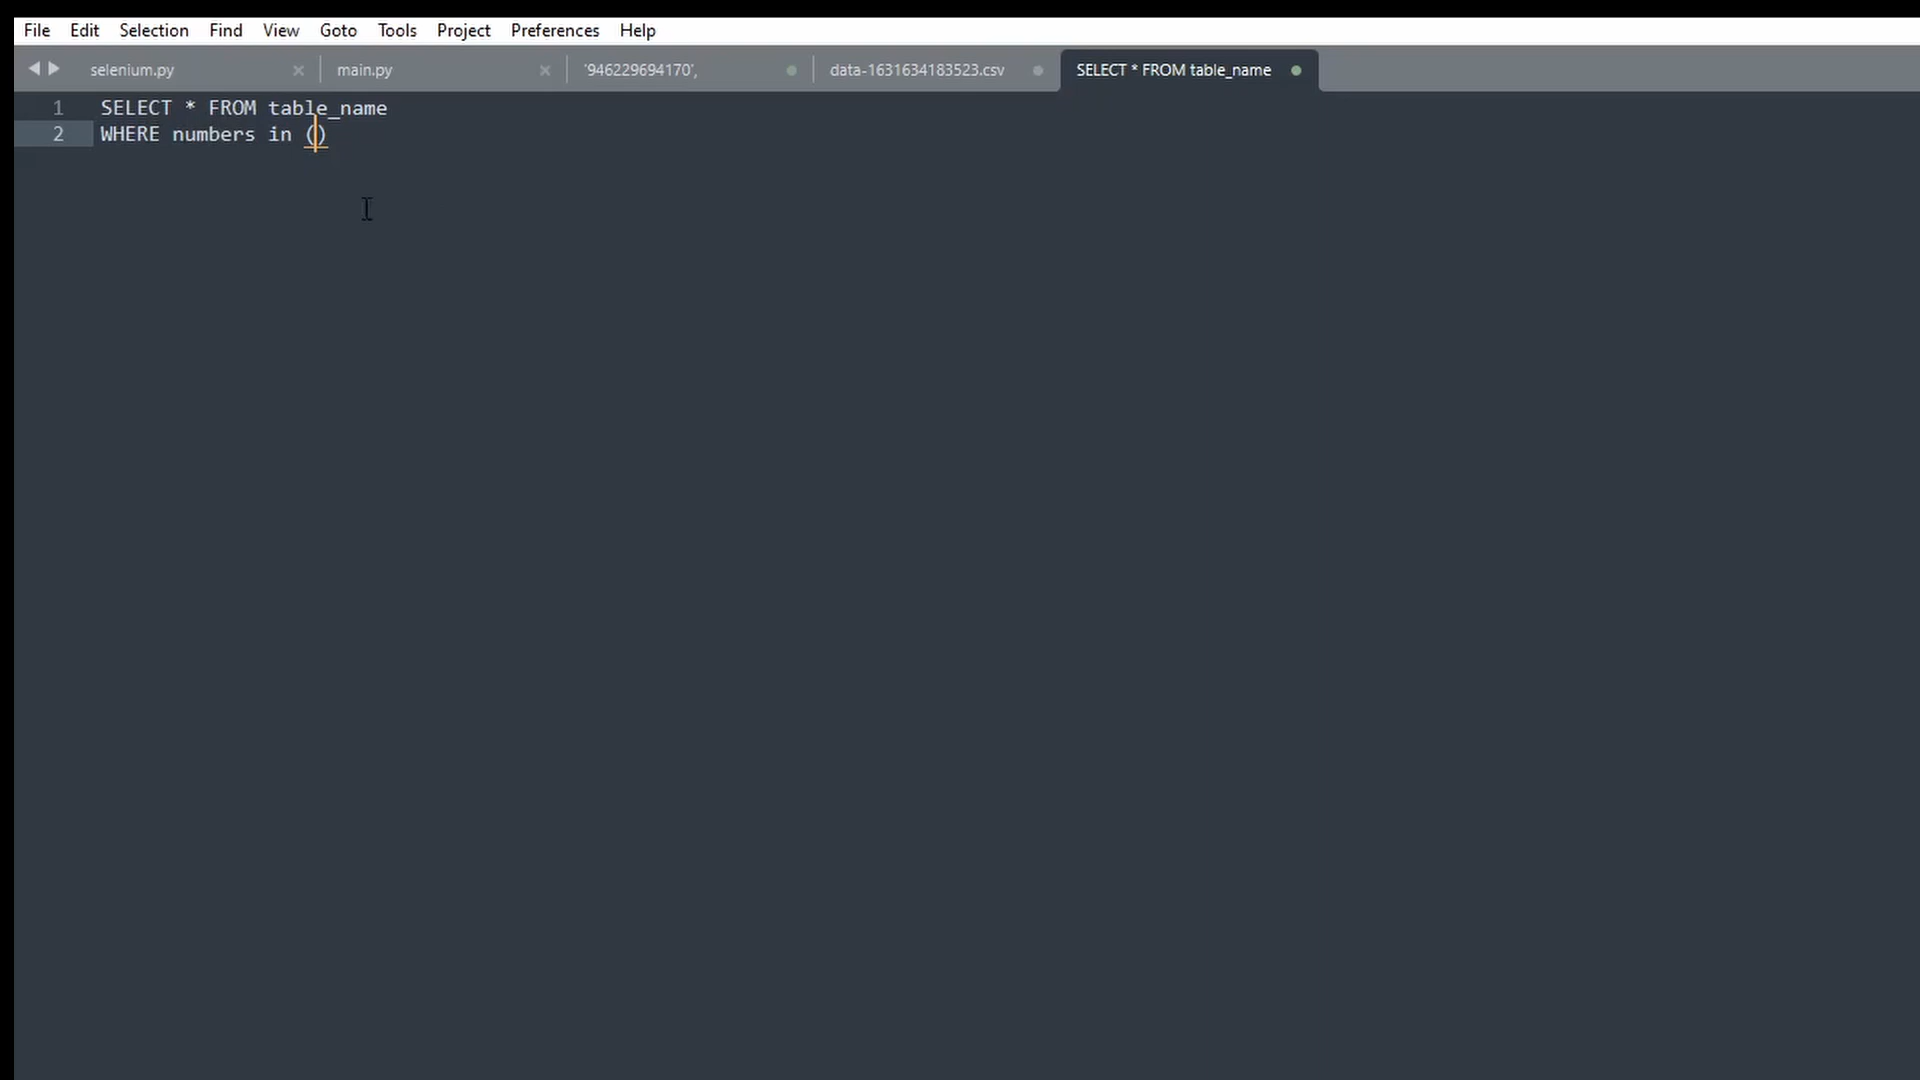 File Edit Selection Find View Goto Tools Project Preferences Help
selenium.py main.py '946229694170', data-1631634183523.csv SELECT * FROM table_name
1 SELECT * FROM table_name
2 WHERE numbers in ()